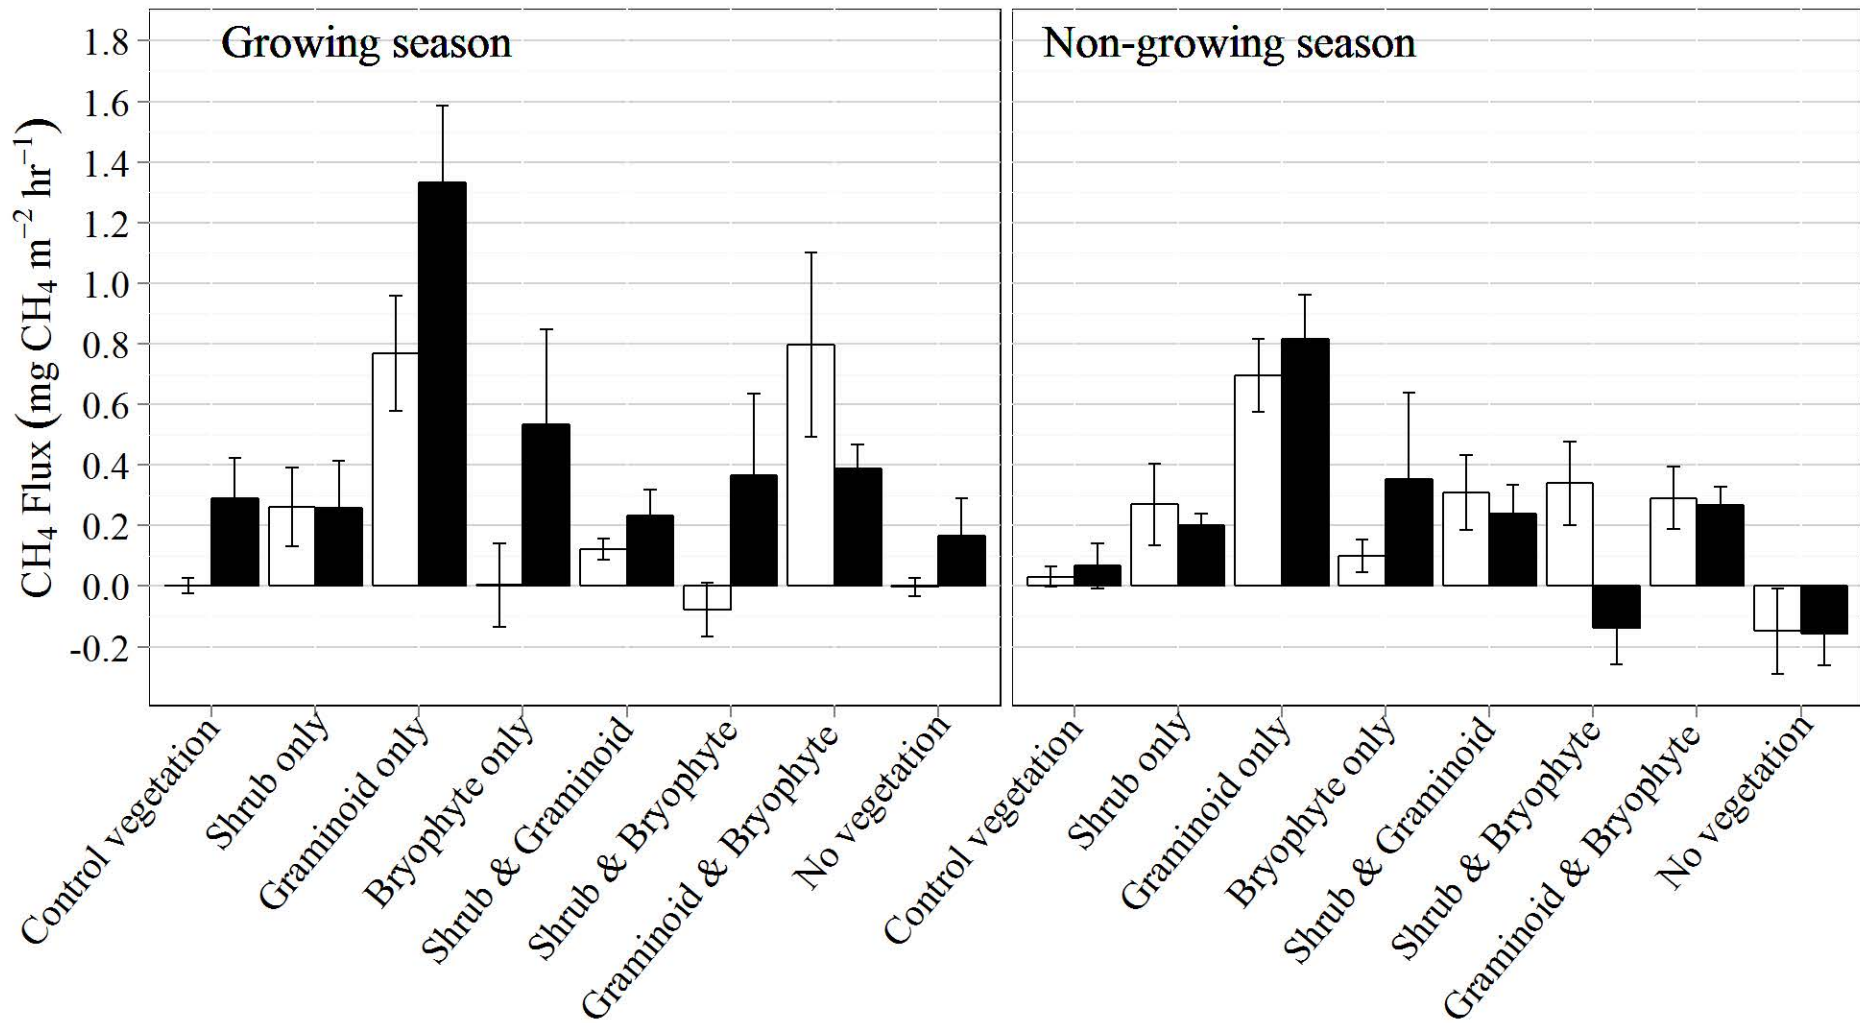 Growing season
Non-growing season
CH₄ Flux (mg CH₄ m⁻² hr⁻¹)
1.8
1.6
1.4
1.2
1.0
0.8
0.6
0.4
0.2
0.0
-0.2
Control vegetation
Shrub only
Graminoid only
Bryophyte only
Shrub & Graminoid
Shrub & Bryophyte
Graminoid & Bryophyte
No vegetation
Control vegetation
Shrub only
Graminoid only
Bryophyte only
Shrub & Graminoid
Shrub & Bryophyte
Graminoid & Bryophyte
No vegetation